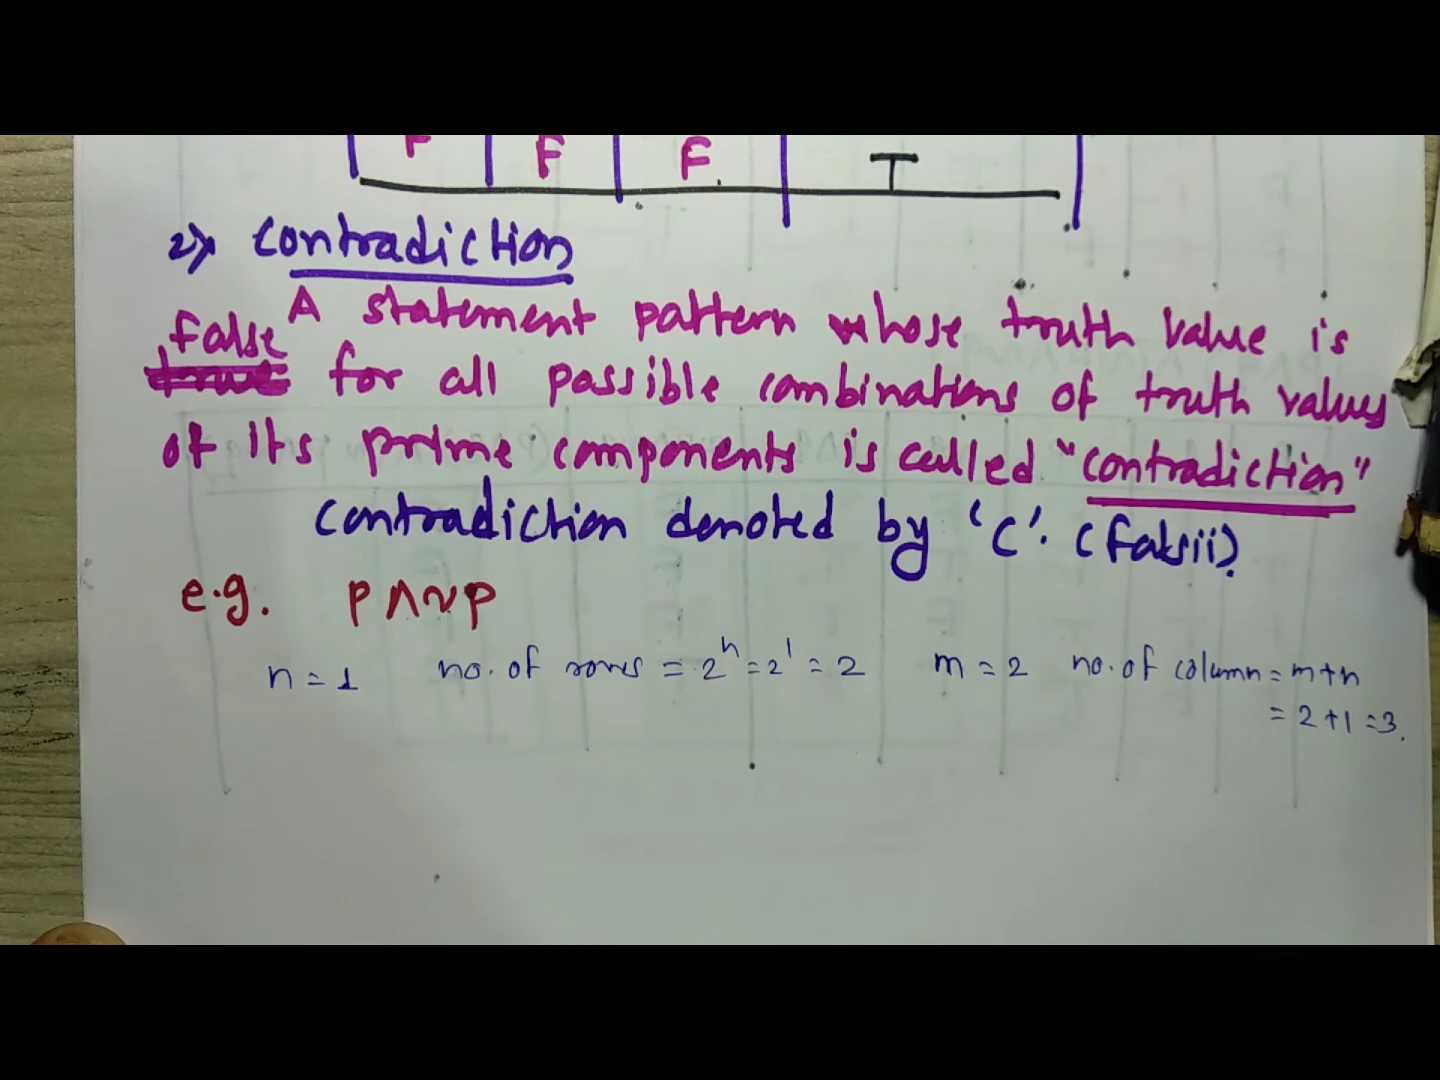 F F F T
2) Contradiction
A statement pattern whose truth value is
false
true for all possible combinations of truth values
of its prime components is called "contradiction"
Contradiction denoted by 'C'. (falsii).
e.g. p∧~p
n = 1 no. of rows = 2ⁿ = 2¹ = 2 m = 2 no. of column = m+n
= 2+1 = 3.